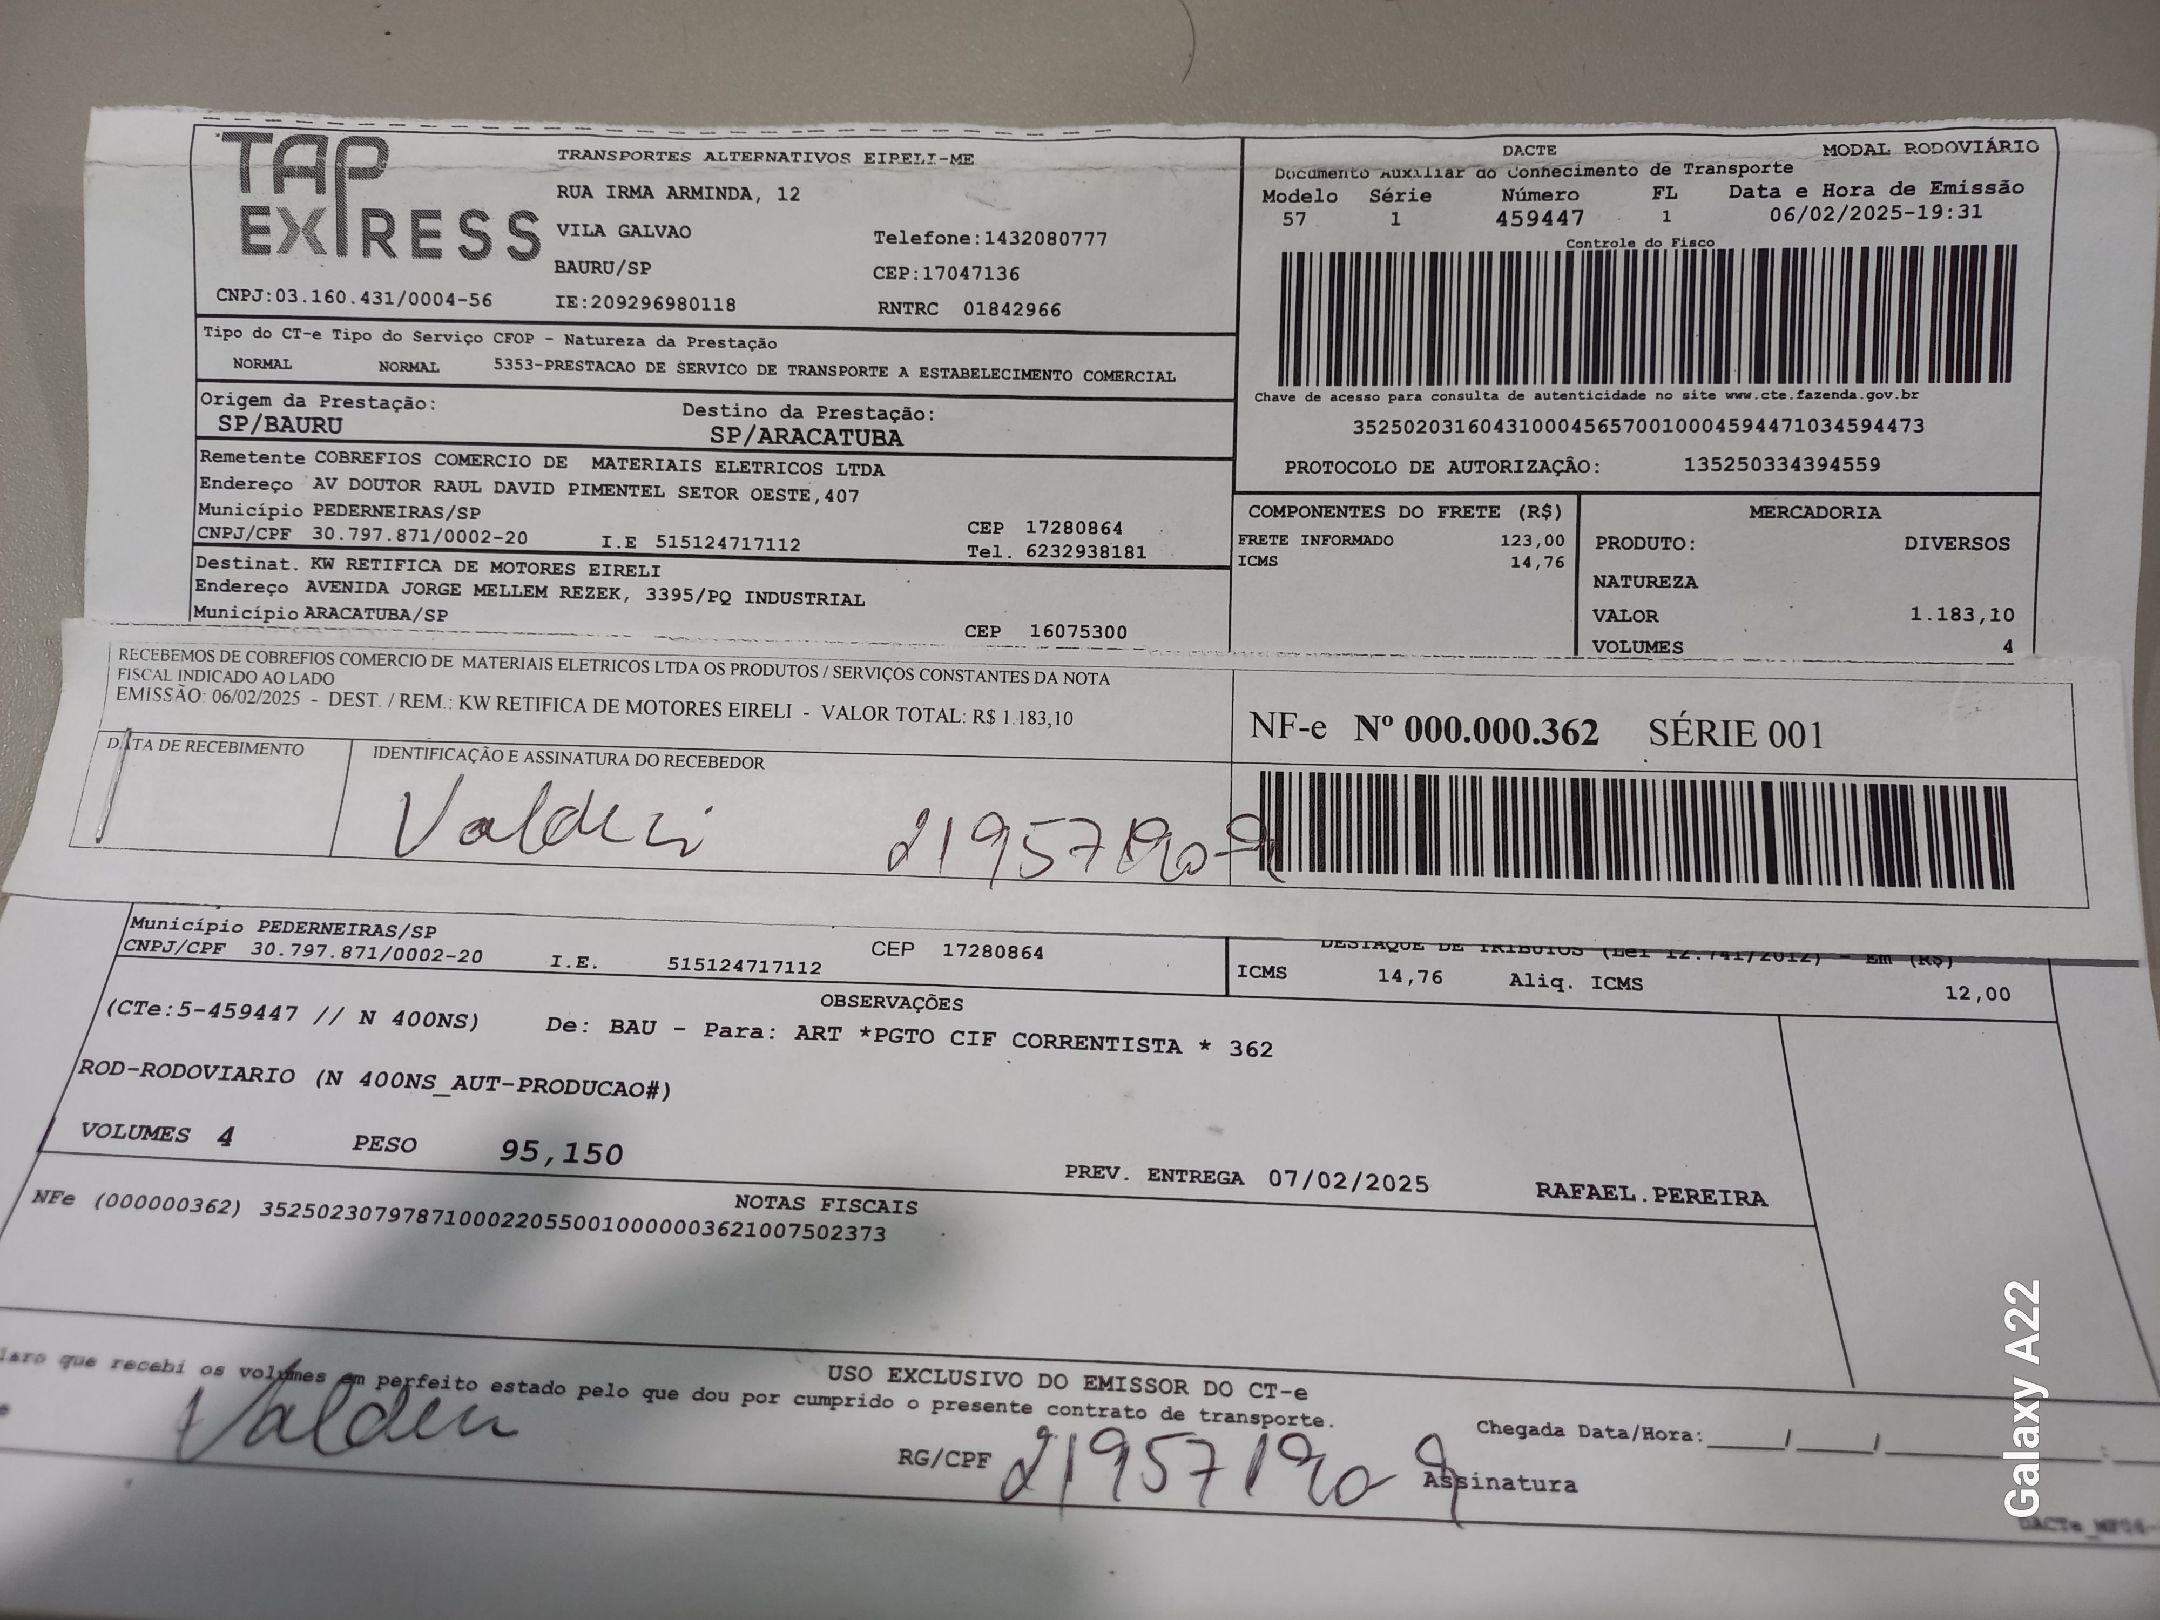 TAP
EXPRESS
CNPJ:03.160.431/0004-56
TRANSPORTES ALTERNATIVOS EIPELI-ME
RUA IRMA ARMINDA, 12
VILA GALVAO Telefone:1432080777
BAURU/SP CEP:17047136
IE:209296980118 RNTRC 01842966
DACTE MODAL RODOVIÁRIO
Documento Auxiliar do Conhecimento de Transporte
Modelo Série Número FL Data e Hora de Emissão
57 1 459447 1 06/02/2025-19:31
Controle do Fisco
Chave de acesso para consulta de autenticidade no site www.cte.fazenda.gov.br
35250203160431000456570010004594471034594473
PROTOCOLO DE AUTORIZAÇÃO: 135250334394559
Tipo do CT-e Tipo do Serviço CFOP - Natureza da Prestação
NORMAL NORMAL 5353-PRESTACAO DE SERVICO DE TRANSPORTE A ESTABELECIMENTO COMERCIAL
Origem da Prestação: Destino da Prestação:
SP/BAURU SP/ARACATUBA
Remetente COBREFIOS COMERCIO DE MATERIAIS ELETRICOS LTDA
Endereço AV DOUTOR RAUL DAVID PIMENTEL SETOR OESTE,407
Município PEDERNEIRAS/SP CEP 17280864
CNPJ/CPF 30.797.871/0002-20 I.E 515124717112 Tel. 6232938181
Destinat. KW RETIFICA DE MOTORES EIRELI
Endereço AVENIDA JORGE MELLEM REZEK, 3395/PQ INDUSTRIAL
Município ARACATUBA/SP CEP 16075300
COMPONENTES DO FRETE (R$)
FRETE INFORMADO 123,00
ICMS 14,76
MERCADORIA
PRODUTO: DIVERSOS
NATUREZA
VALOR 1.183,10
VOLUMES 4
RECEBEMOS DE COBREFIOS COMERCIO DE MATERIAIS ELETRICOS LTDA OS PRODUTOS / SERVIÇOS CONSTANTES DA NOTA
FISCAL INDICADO AO LADO
EMISSÃO: 06/02/2025 - DEST. / REM.: KW RETIFICA DE MOTORES EIRELI - VALOR TOTAL: R$ 1.183,10
NF-e Nº 000.000.362 SÉRIE 001
DATA DE RECEBIMENTO IDENTIFICAÇÃO E ASSINATURA DO RECEBEDOR
Valdeci
Município PEDERNEIRAS/SP
CNPJ/CPF 30.797.871/0002-20 I.E. 515124717112 CEP 17280864
DESTAQUE DE TRIBUTOS (Lei 12.741/2012) - Em (R$)
ICMS 14,76 Aliq. ICMS 12,00
OBSERVAÇÕES
(CTe:5-459447 // N 400NS) De: BAU - Para: ART *PGTO CIF CORRENTISTA * 362
ROD-RODOVIARIO (N 400NS_AUT-PRODUCAO#)
VOLUMES 4 PESO 95,150
PREV. ENTREGA 07/02/2025 RAFAEL.PEREIRA
NOTAS FISCAIS
NFe (000000362) 35250230797871000220550010000003621007502373
USO EXCLUSIVO DO EMISSOR DO CT-e
laro que recebi os volumes em perfeito estado pelo que dou por cumprido o presente contrato de transporte.
Chegada Data/Hora:____/____/________:
RG/CPF Assinatura
Galaxy A22